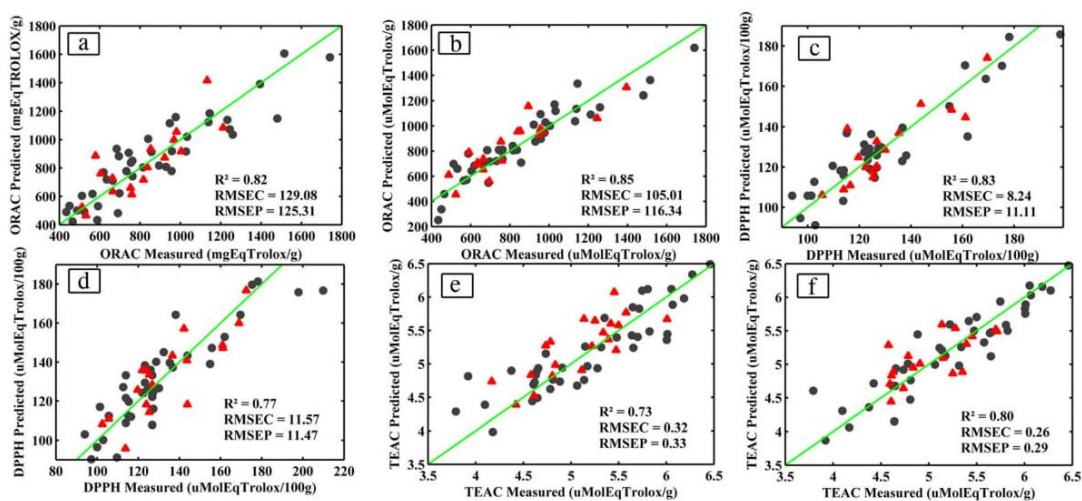 a
ORAC Predicted (mgEqTROLOX/g)
1800
1600
1400
1200
1000
800
600
400
400 600 800 1000 1200 1400 1600 1800
ORAC Measured (mgEqTrolox/g)
R² = 0.82
RMSEC = 129.08
RMSEP = 125.31
b
ORAC Predicted (uMolEqTrolox/g)
1800
1600
1400
1200
1000
800
600
400
200
400 600 800 1000 1200 1400 1600 1800
ORAC Measured (uMolEqTrolox/g)
R² = 0.85
RMSEC = 105.01
RMSEP = 116.34
c
DPPH Predicted (uMolEqTrolox/100g)
180
160
140
120
100
100 120 140 160 180
DPPH Measured (uMolEqTrolox/100g)
R² = 0.83
RMSEC = 8.24
RMSEP = 11.11
d
DPPH Predicted (uMolEqTrolox/100g)
180
160
140
120
100
80 100 120 140 160 180 200 220
DPPH Measured (uMolEqTrolox/100g)
R² = 0.77
RMSEC = 11.57
RMSEP = 11.47
e
TEAC Predicted (uMolEqTrolox/g)
6.5
6
5.5
5
4.5
4
3.5
3.5 4 4.5 5 5.5 6 6.5
TEAC Measured (uMolEqTrolox/g)
R² = 0.73
RMSEC = 0.32
RMSEP = 0.33
f
TEAC Predicted (uMolEqTrolox/g)
6.5
6
5.5
5
4.5
4
3.5
3.5 4 4.5 5 5.5 6 6.5
TEAC Measured (uMolEqTrolox/g)
R² = 0.80
RMSEC = 0.26
RMSEP = 0.29